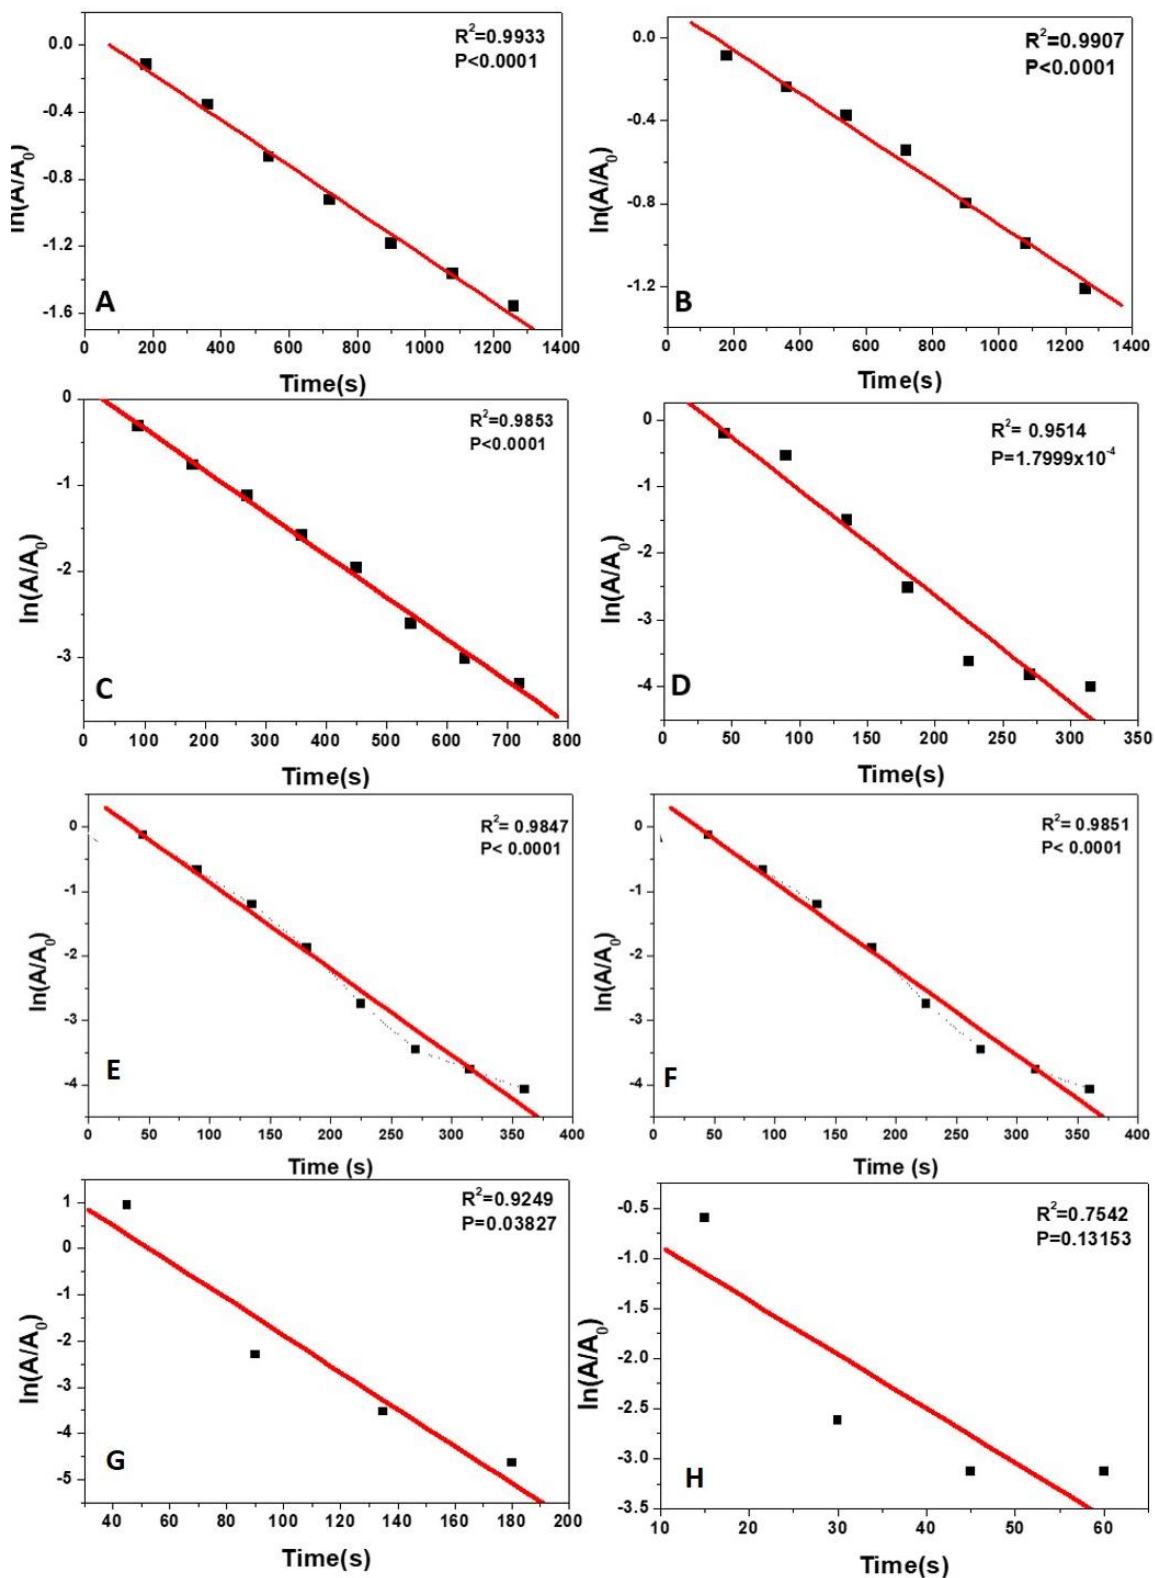 R²=0.9933
P<0.0001
0.0
-0.4
-0.8
-1.2
-1.6
ln(A/A₀)
A
0 200 400 600 800 1000 1200 1400
Time(s)
R²=0.9907
P<0.0001
0.0
-0.4
-0.8
-1.2
ln(A/A₀)
B
0 200 400 600 800 1000 1200 1400
Time(s)
R²=0.9853
P<0.0001
0
-1
-2
-3
ln(A/A₀)
C
0 100 200 300 400 500 600 700 800
Time(s)
R²= 0.9514
P=1.7999x10⁻⁴
0
-1
-2
-3
-4
ln(A/A₀)
D
0 50 100 150 200 250 300 350
Time(s)
R²= 0.9847
P< 0.0001
0
-1
-2
-3
-4
ln(A/A₀)
E
0 50 100 150 200 250 300 350 400
Time (s)
R²= 0.9851
P< 0.0001
0
-1
-2
-3
-4
ln(A/A₀)
F
0 50 100 150 200 250 300 350 400
Time (s)
R²=0.9249
P=0.03827
1
0
-1
-2
-3
-4
-5
ln(A/A₀)
G
40 60 80 100 120 140 160 180 200
Time(s)
R²=0.7542
P=0.13153
-0.5
-1.0
-1.5
-2.0
-2.5
-3.0
-3.5
ln(A/A₀)
H
10 20 30 40 50 60
Time(s)